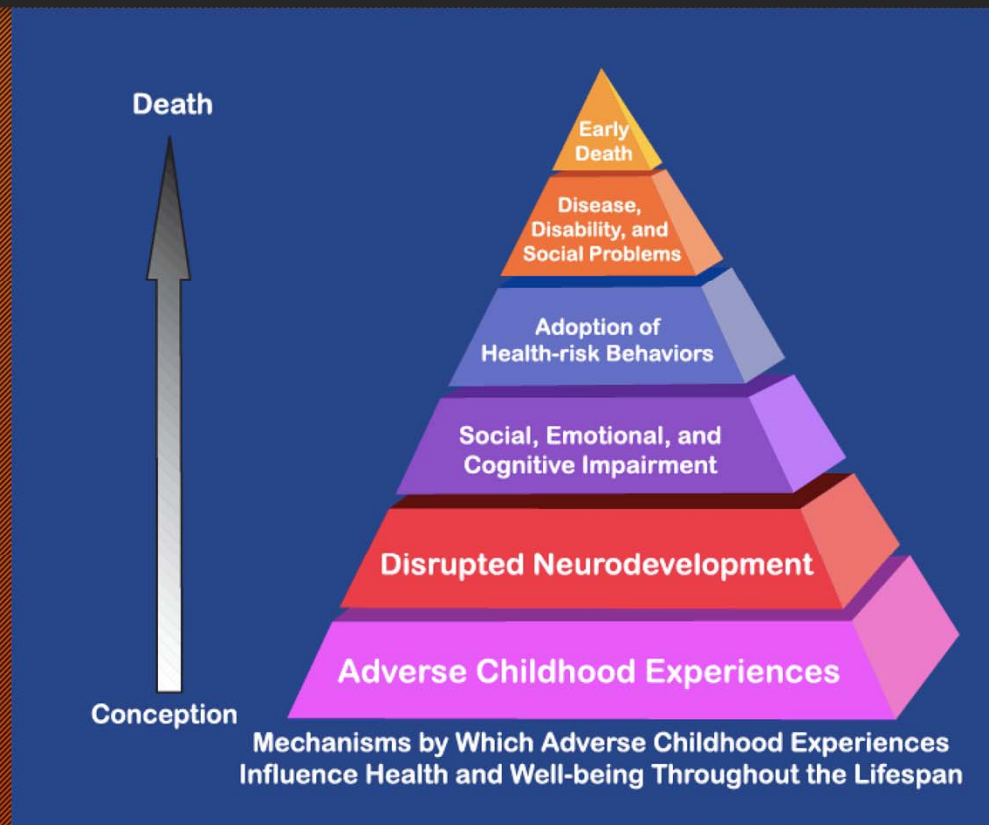 Death
Early
Death
Disease,
Disability, and
Social Problems
Adoption of
Health-risk Behaviors
Social, Emotional, and
Cognitive Impairment
Disrupted Neurodevelopment
Adverse Childhood Experiences
Conception
Mechanisms by Which Adverse Childhood Experiences
Influence Health and Well-being Throughout the Lifespan